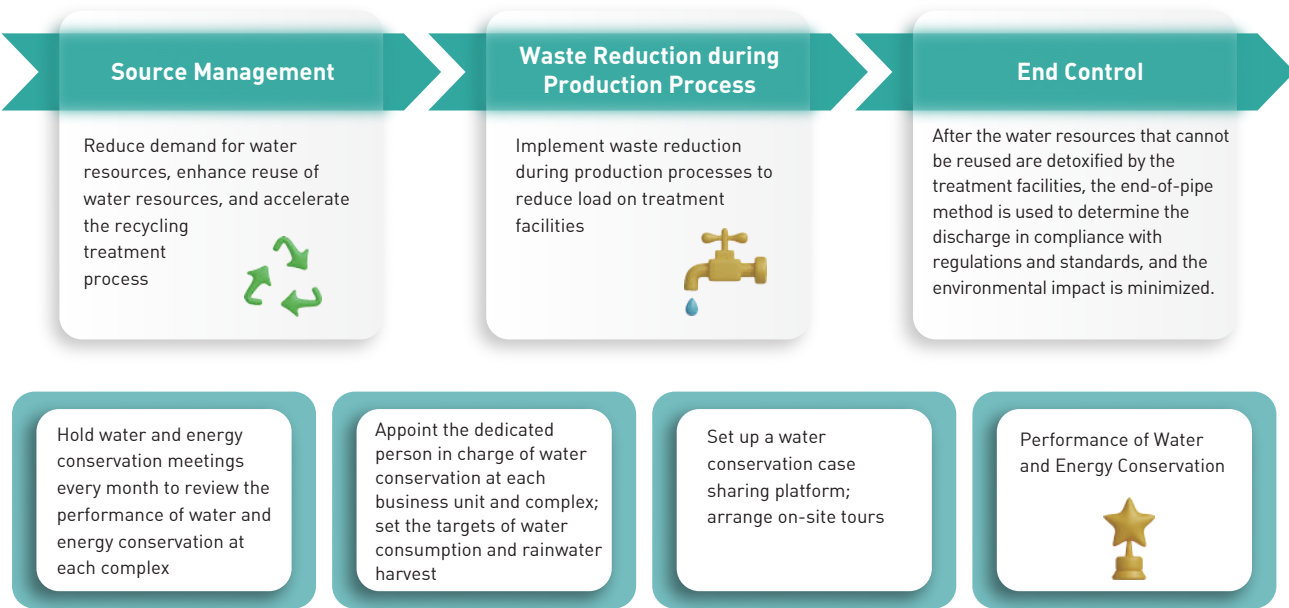 Source Management
Reduce demand for water
resources, enhance reuse of
water resources, and accelerate
the recycling
treatment
process
Waste Reduction during
Production Process
Implement waste reduction
during production processes to
reduce load on treatment
facilities
End Control
After the water resources that cannot
be reused are detoxified by the
treatment facilities, the end-of-pipe
method is used to determine the
discharge in compliance with
regulations and standards, and the
environmental impact is minimized.
Hold water and energy
conservation meetings
every month to review the
performance of water and
energy conservation at
each complex
Appoint the dedicated
person in charge of water
conservation at each
business unit and complex;
set the targets of water
consumption and rainwater
harvest
Set up a water
conservation case
sharing platform;
arrange on-site tours
Performance of Water
and Energy Conservation